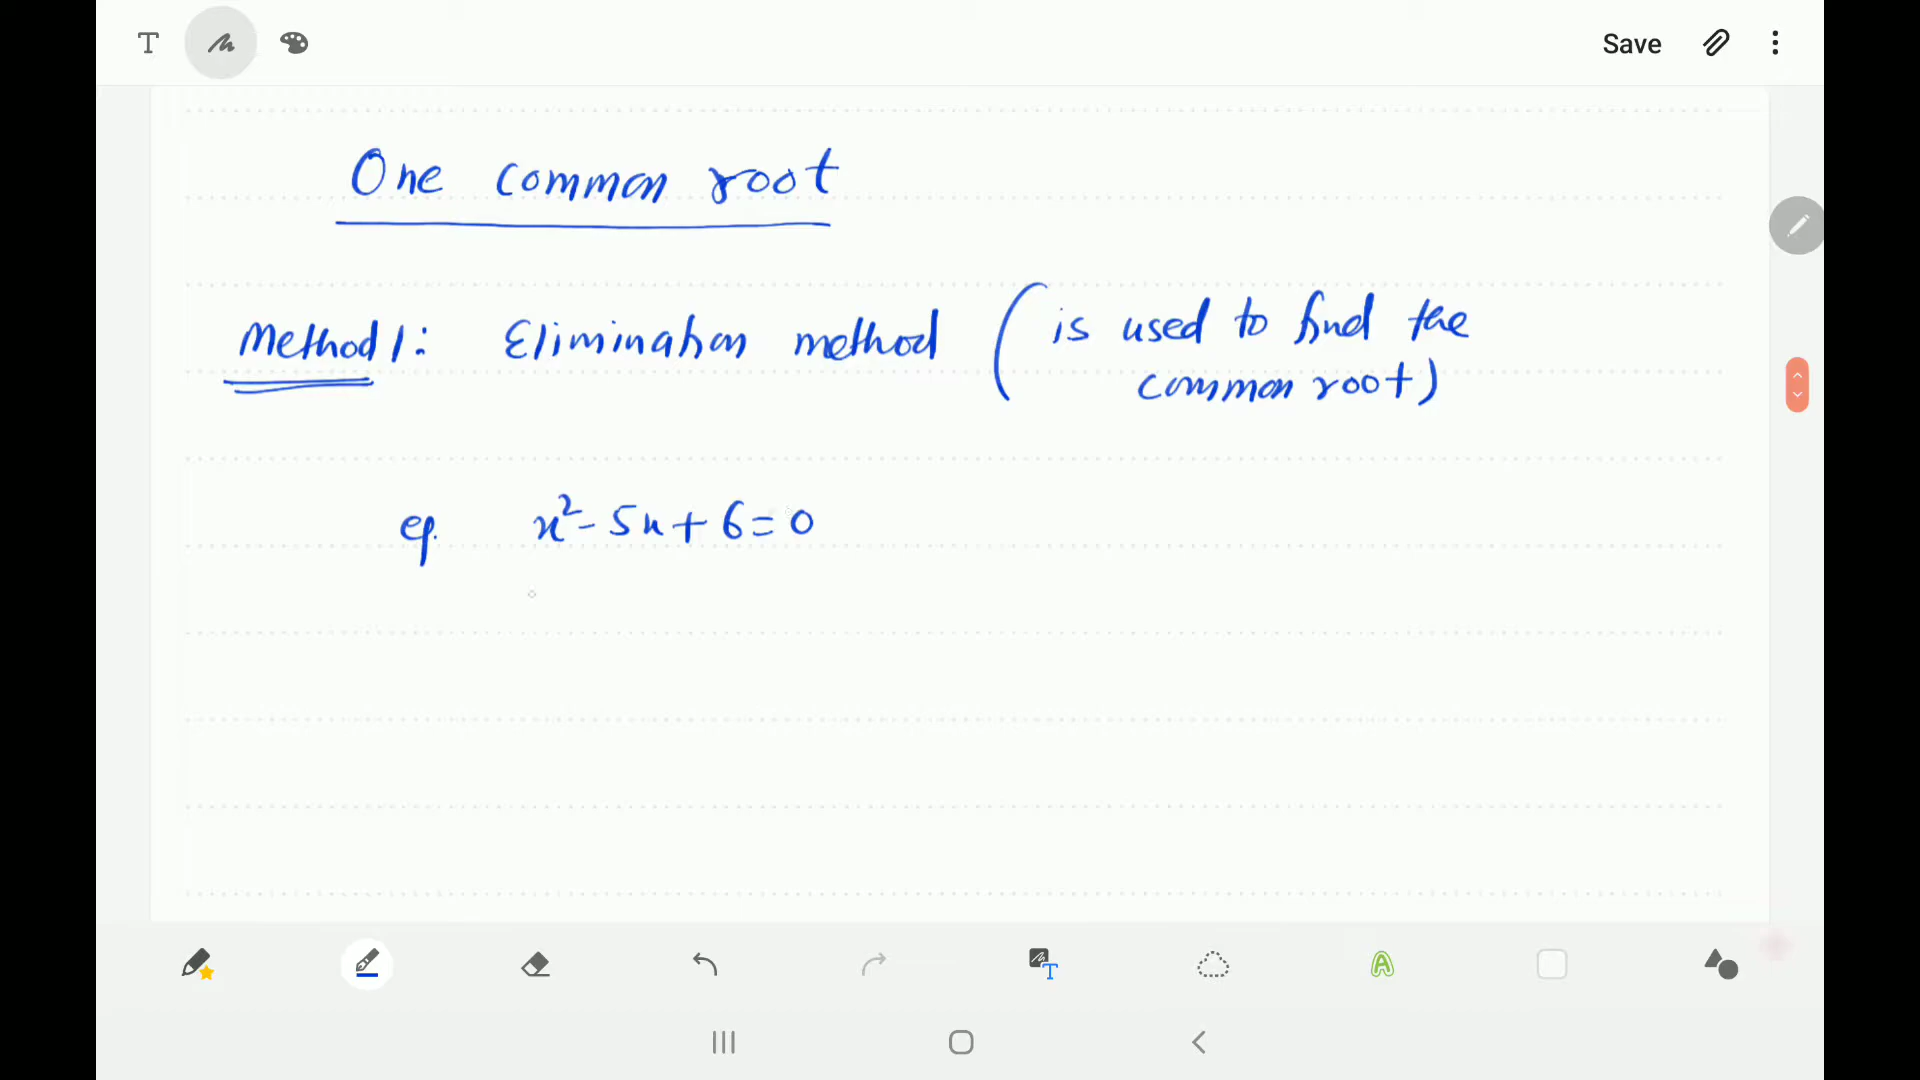 T
Save
One common root
Method 1: Elimination method (is used to find the
common root)
eg. x² - 5x + 6 = 0
T
A